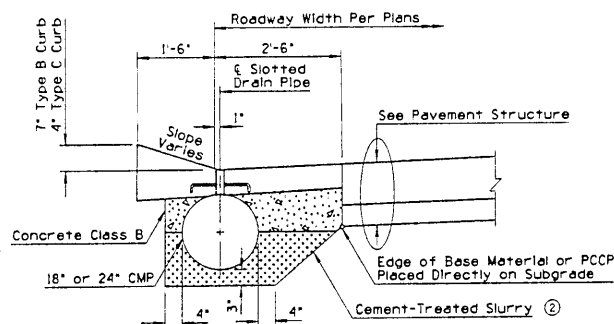 Roadway Width Per Plans
1'-6"
2'-6"
7" Type B Curb
4" Type C Curb
℄ Slotted
Drain Pipe
1"
See Pavement Structure
Slope
Varies
Concrete Class B
18" or 24" CMP
4"
3"
4"
Edge of Base Material or PCCP
Placed Directly on Subgrade
Cement-Treated Slurry ②